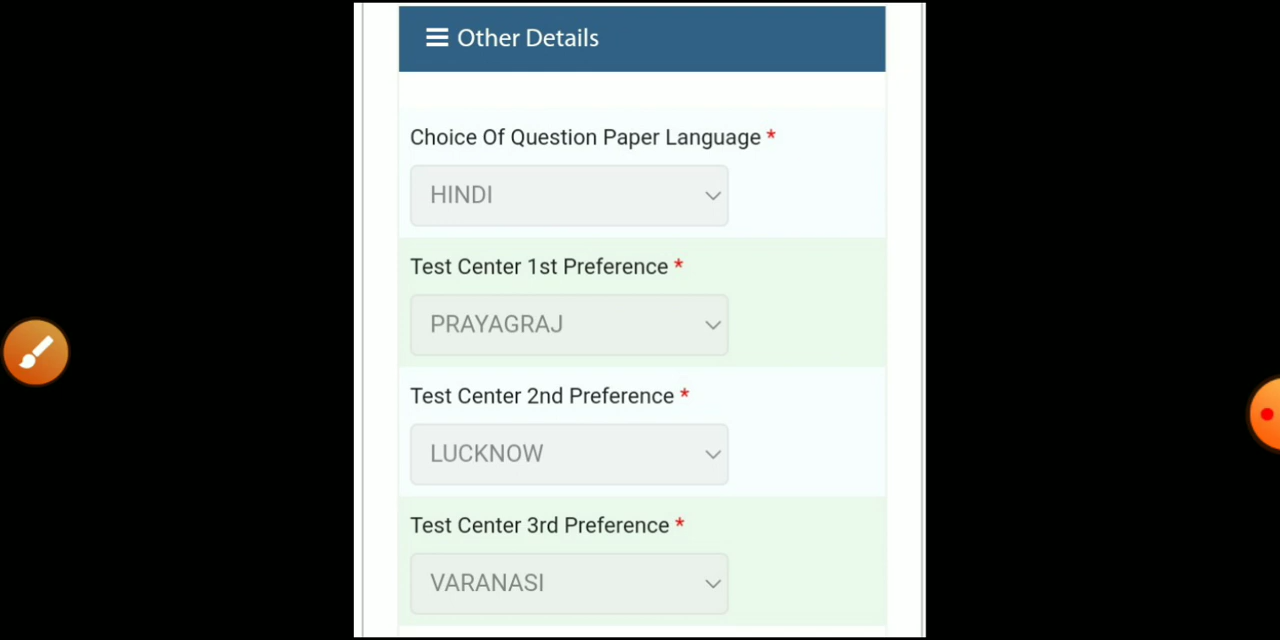 Other Details
Choice Of Question Paper Language *
HINDI
Test Center 1st Preference *
PRAYAGRAJ
Test Center 2nd Preference *
LUCKNOW
Test Center 3rd Preference *
VARANASI